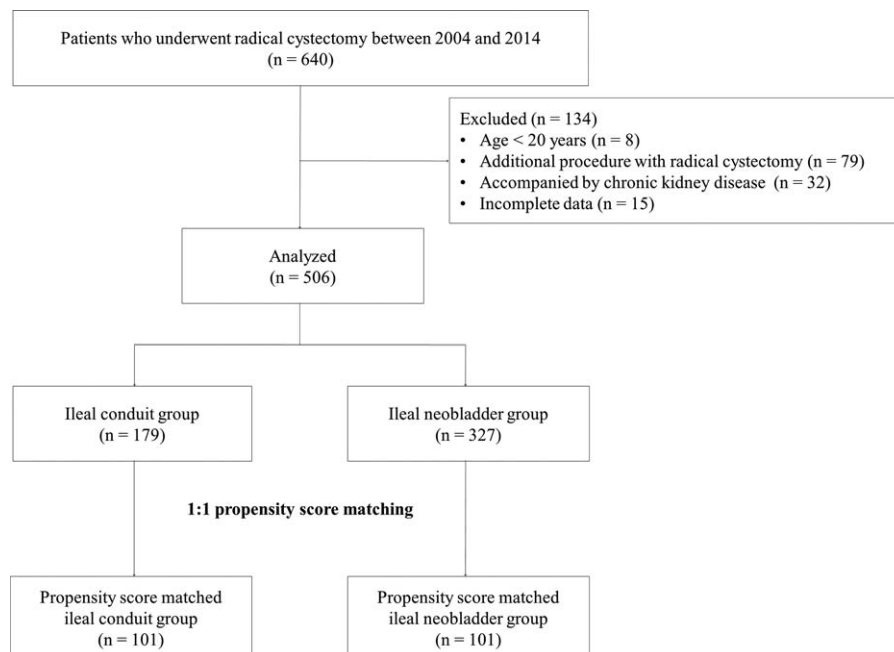 Patients who underwent radical cystectomy between 2004 and 2014
(n = 640)
Excluded (n = 134)
• Age < 20 years (n = 8)
• Additional procedure with radical cystectomy (n = 79)
• Accompanied by chronic kidney disease (n = 32)
• Incomplete data (n = 15)
Analyzed
(n = 506)
Ileal conduit group
(n = 179)
Ileal neobladder group
(n = 327)
1:1 propensity score matching
Propensity score matched
ileal conduit group
(n = 101)
Propensity score matched
ileal neobladder group
(n = 101)